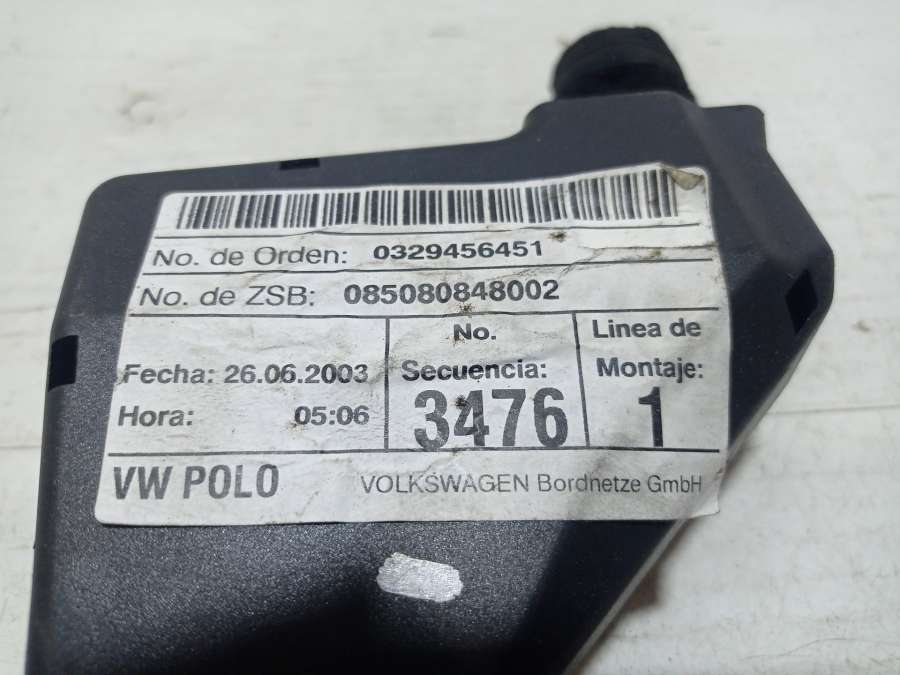 No. de Orden: 0329456451
No. de ZSB: 085080848002
Fecha: 26.06.2003
Hora: 05:06
No.
Secuencia:
3476
Linea de
Montaje:
1
VW POLO
VOLKSWAGEN Bordnetze GmbH